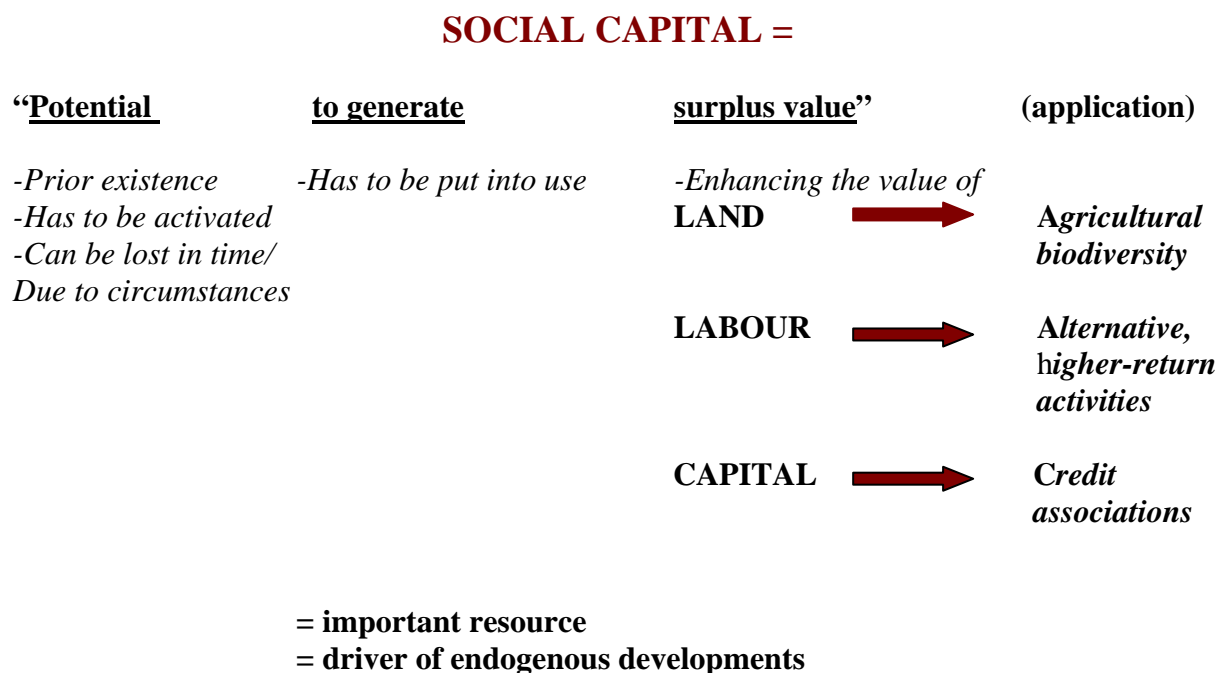 SOCIAL CAPITAL =
“Potential to generate surplus value” (application)
-Prior existence -Has to be put into use -Enhancing the value of
-Has to be activated LAND Agricultural
-Can be lost in time/ biodiversity
Due to circumstances
LABOUR Alternative,
higher-return
activities
CAPITAL Credit
associations
= important resource
= driver of endogenous developments